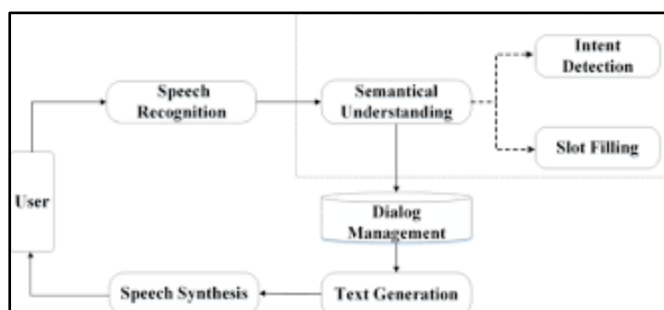 Speech
Recognition
Semantical
Understanding
Intent
Detection
Slot Filling
User
Dialog
Management
Speech Synthesis
Text Generation